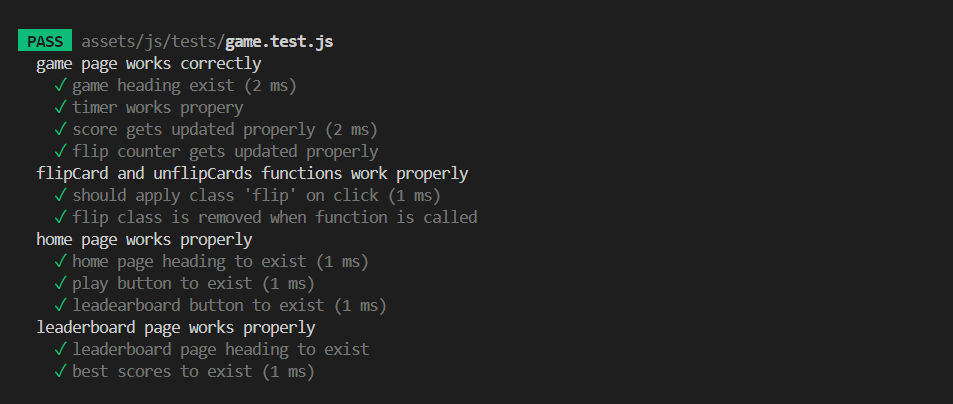 PASS assets/js/tests/game.test.js
game page works correctly
✓ game heading exist (2 ms)
✓ timer works propery
✓ score gets updated properly (2 ms)
✓ flip counter gets updated properly
flipCard and unflipCards functions work properly
✓ should apply class 'flip' on click (1 ms)
✓ flip class is removed when function is called
home page works properly
✓ home page heading to exist (1 ms)
✓ play button to exist (1 ms)
✓ leadearboard button to exist (1 ms)
leaderboard page works properly
✓ leaderboard page heading to exist
✓ best scores to exist (1 ms)